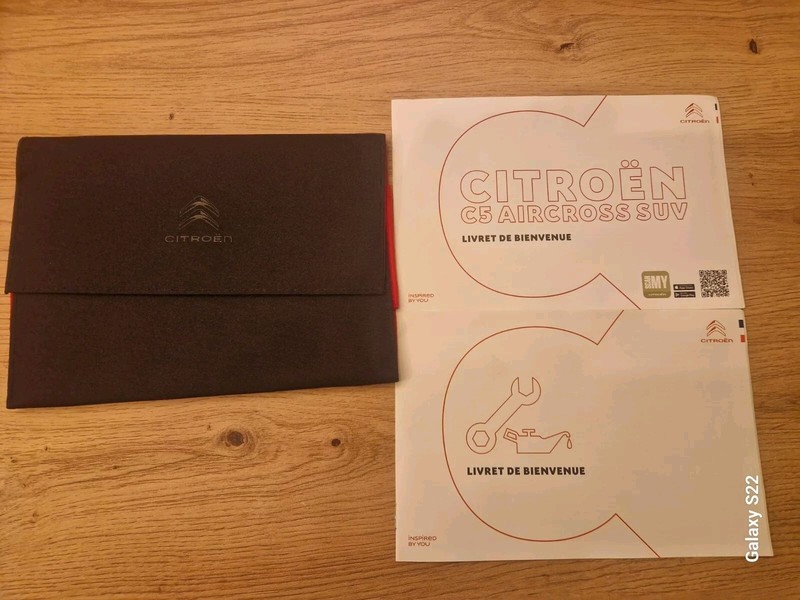 CITROËN
CITROËN
CITROËN
C5 AIRCROSS SUV
LIVRET DE BIENVENUE
MY
INSPIRED
BY YOU
CITROËN
LIVRET DE BIENVENUE
INSPIRED
BY YOU
Galaxy S22